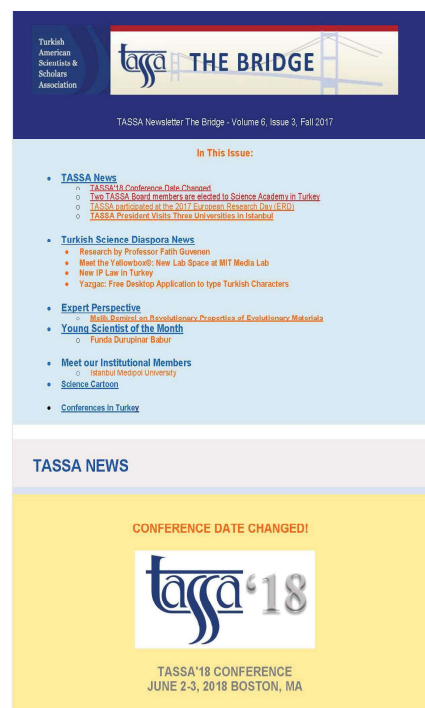 Turkish
American
Scientists &
Scholars
Association
tassa THE BRIDGE
TASSA Newsletter The Bridge - Volume 6, Issue 3, Fall 2017
In This Issue:
• TASSA News
o TASSA'18 Conference Date Changed
o Two TASSA Board members are elected to Science Academy in Turkey
o TASSA participated at the 2017 European Research Day (ERD)
o TASSA President Visits Three Universities in Istanbul
• Turkish Science Diaspora News
• Research by Professor Fatih Guvenen
• Meet the Yellowbox©: New Lab Space at MIT Media Lab
• New IP Law in Turkey
• Yazgac: Free Desktop Application to type Turkish Characters
• Expert Perspective
o Melik Demirel on Revolutionary Properties of Evolutionary Materials
• Young Scientist of the Month
o Funda Durupinar Babur
• Meet our Institutional Members
o Istanbul Medipol University
• Science Cartoon
• Conferences in Turkey
TASSA NEWS
CONFERENCE DATE CHANGED!
tassa '18
TASSA'18 CONFERENCE
JUNE 2-3, 2018 BOSTON, MA